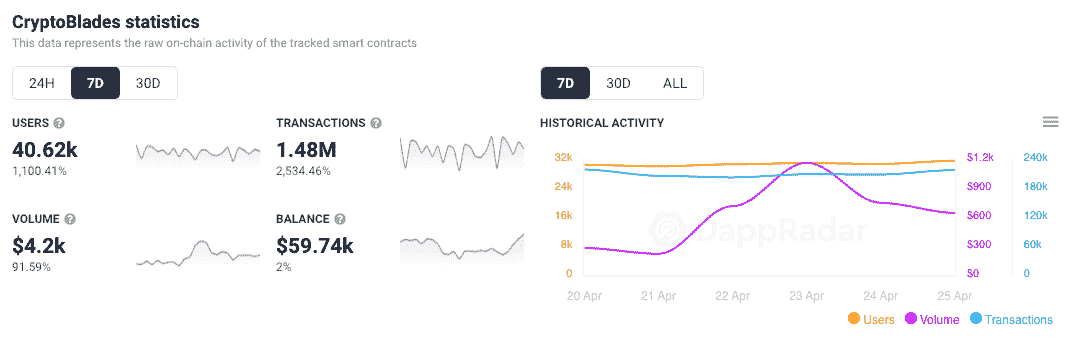 CryptoBlades statistics
This data represents the raw on-chain activity of the tracked smart contracts
24H 7D 30D
USERS ?
40.62k
1,100.41%
TRANSACTIONS ?
1.48M
2,534.46%
VOLUME ?
$4.2k
91.59%
BALANCE ?
$59.74k
2%
7D 30D ALL
HISTORICAL ACTIVITY
32k $1.2k 240k
24k $900 180k
16k $600 120k
DappRadar
8k $300 60k
0 $0 0
20 Apr 21 Apr 22 Apr 23 Apr 24 Apr 25 Apr
Users Volume Transactions